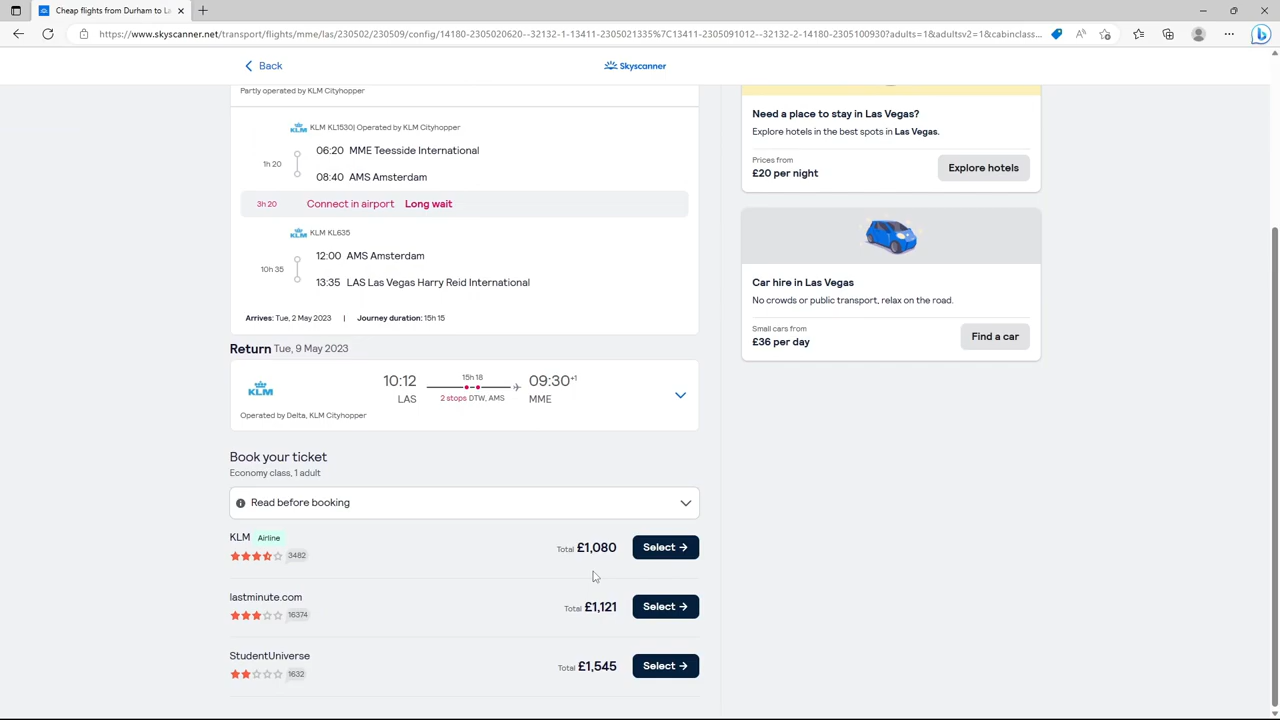 Cheap flights from Durham to La
https://www.skyscanner.net/transport/flights/mme/las/230502/230509/config/14180-2305020620--32132-1-13411-2305021335%7C13411-2305091012--32132-2-14180-2305100930?adults=1&adultsv2=1&cabinclass...
Back
Skyscanner
Partly operated by KLM Cityhopper
KLM KLM KL1530| Operated by KLM Cityhopper
06:20 MME Teesside International
1h 20
08:40 AMS Amsterdam
3h 20 Connect in airport Long wait
KLM KLM KL635
12:00 AMS Amsterdam
10h 35
13:35 LAS Las Vegas Harry Reid International
Arrives: Tue, 2 May 2023 | Journey duration: 15h 15
Return Tue, 9 May 2023
KLM
10:12 15h 18 09:30+1
LAS 2 stops DTW, AMS MME
Operated by Delta, KLM Cityhopper
Book your ticket
Economy class, 1 adult
Read before booking
KLM Airline
3482
Total £1,080 Select →
lastminute.com
16374
Total £1,121 Select →
StudentUniverse
1632
Total £1,545 Select →
Need a place to stay in Las Vegas?
Explore hotels in the best spots in Las Vegas.
Prices from
£20 per night
Explore hotels
Car hire in Las Vegas
No crowds or public transport, relax on the road.
Small cars from
£36 per day
Find a car